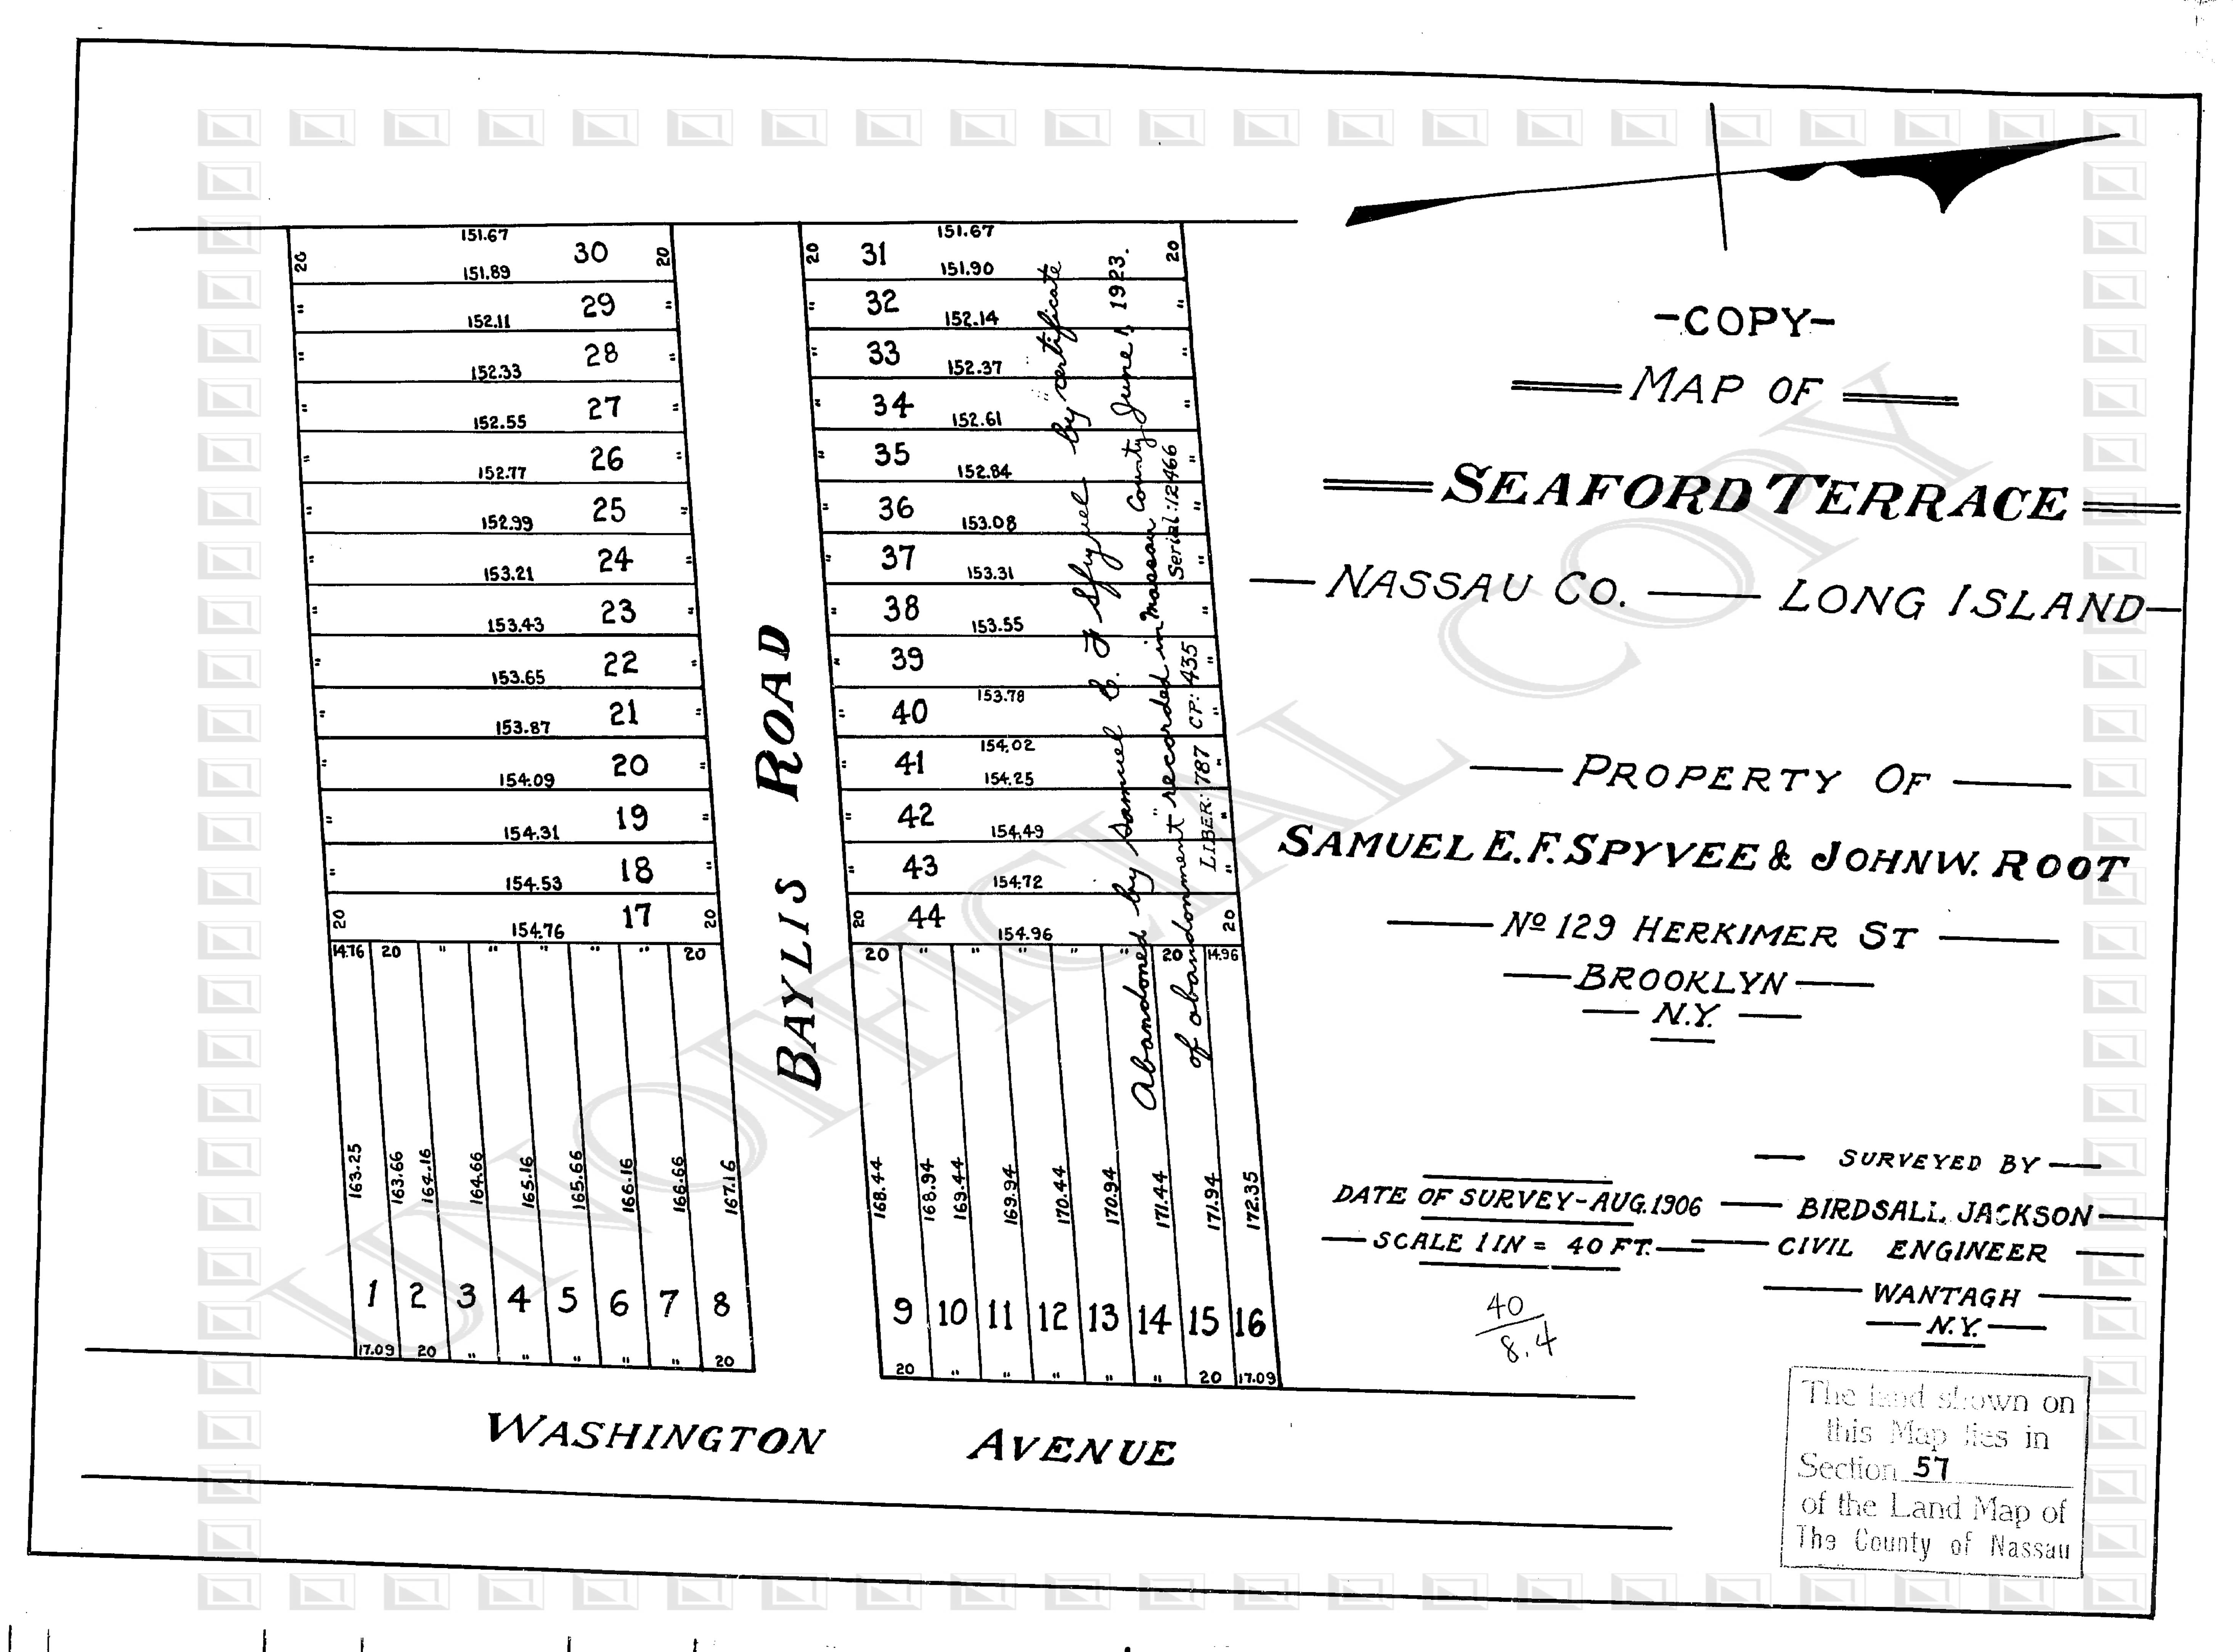 -COPY-
MAP OF
SEAFORD TERRACE
NASSAU CO. LONG ISLAND
PROPERTY OF
SAMUEL E. F. SPYVEE & JOHN W. ROOT
No 129 HERKIMER ST
BROOKLYN
N.Y.
SURVEYED BY
DATE OF SURVEY-AUG. 1906 BIRDSALL JACKSON
SCALE 1 IN = 40 FT. CIVIL ENGINEER
WANTAGH
N.Y.
40
8.4
The land shown on
this Map lies in
Section 57
of the Land Map of
The County of Nassau
151.67
20 30 20
151.89
" 29 "
152.11
" 28 "
152.33
" 27 "
152.55
" 26 "
152.77
" 25 "
152.99
" 24 "
153.21
" 23 "
153.43
" 22 "
153.65
" 21 "
153.87
" 20 "
154.09
" 19 "
154.31
" 18 "
154.53
20 17 20
154.76
14.76 20 " " " " " 20
163.25 163.66 164.16 164.66 165.16 165.66 166.16 166.66 167.16
1 2 3 4 5 6 7 8
17.09 20 " " " " " 20
BAYLIS ROAD
151.67
20 31 20
151.90
" 32 "
152.14
" 33 "
152.37
" 34 "
152.61
" 35 "
152.84
" 36 "
153.08
" 37 "
153.31
" 38 "
153.55
" 39 "
153.78
" 40 "
154.02
" 41 "
154.25
" 42 "
154.49
" 43 "
154.72
20 44 20
154.96
20 " " " " " 20 14.96
168.44 168.94 169.44 169.94 170.44 170.94 171.44 171.94 172.35
9 10 11 12 13 14 15 16
20 " " " " " 20 17.09
Abandoned by Samuel E. F by "certificate
of abandonment" recorded in Nassau County June 1, 1923.
LIBER: 787 CP: 435 Serial: 12466
WASHINGTON AVENUE
UNOFFICIAL COPY